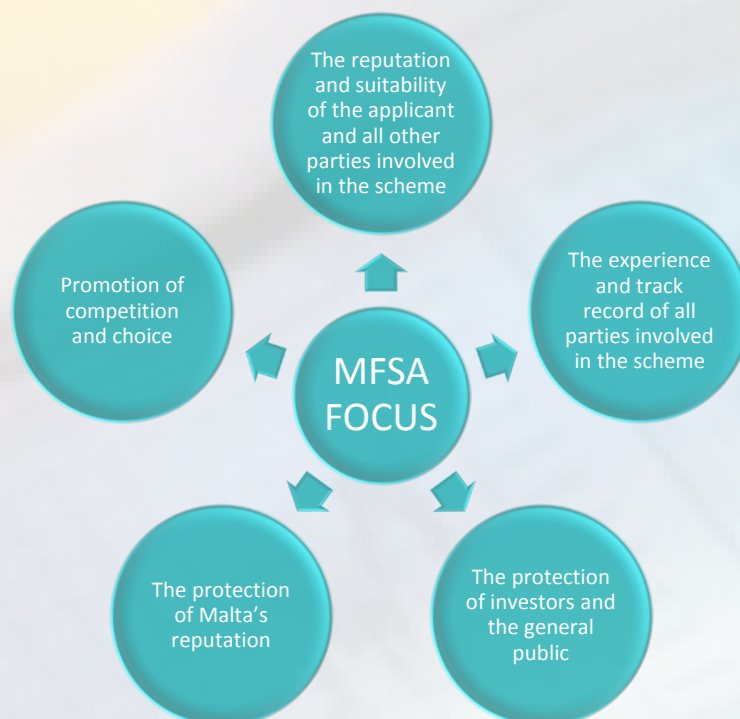 The reputation
and suitability
of the applicant
and all other
parties involved
in the scheme
The experience
and track
record of all
parties involved
in the scheme
The protection
of investors and
the general
public
The protection
of Malta’s
reputation
Promotion of
competition
and choice
MFSA
FOCUS